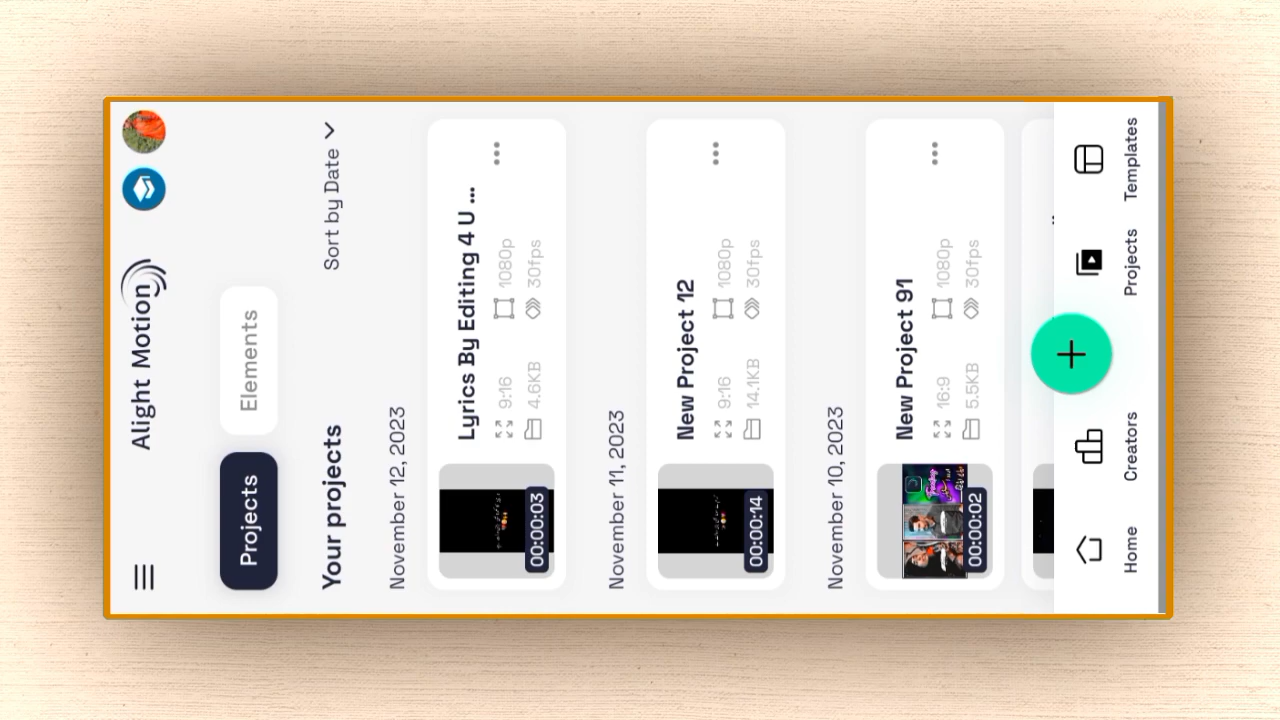 Alight Motion
Projects
Elements
Your projects
Sort by Date
November 12, 2023
Lyrics By Editing 4 U ...
9:16
1080p
4.6KB
30fps
00:00:03
November 11, 2023
New Project 12
9:16
1080p
14.1KB
30fps
00:00:14
November 10, 2023
New Project 91
16:9
1080p
5.5KB
30fps
00:00:02
Home
Creators
Projects
Templates